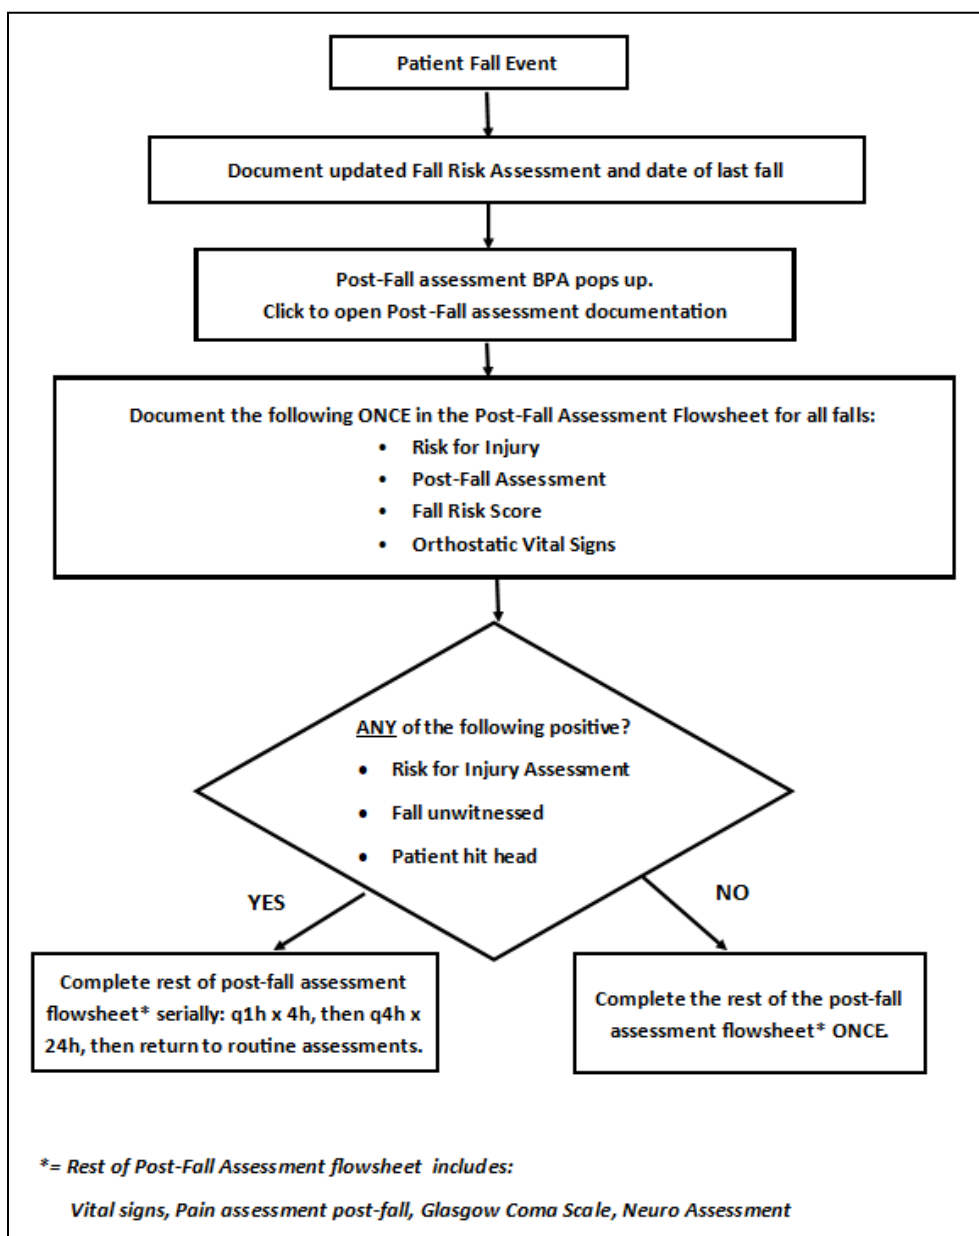 Patient Fall Event
Document updated Fall Risk Assessment and date of last fall
Post-Fall assessment BPA pops up.
Click to open Post-Fall assessment documentation
Document the following ONCE in the Post-Fall Assessment Flowsheet for all falls:
• Risk for Injury
• Post-Fall Assessment
• Fall Risk Score
• Orthostatic Vital Signs
ANY of the following positive?
• Risk for Injury Assessment
• Fall unwitnessed
• Patient hit head
YES
NO
Complete rest of post-fall assessment
flowsheet* serially: q1h x 4h, then q4h x
24h, then return to routine assessments.
Complete the rest of the post-fall
assessment flowsheet* ONCE.
*= Rest of Post-Fall Assessment flowsheet includes:
Vital signs, Pain assessment post-fall, Glasgow Coma Scale, Neuro Assessment